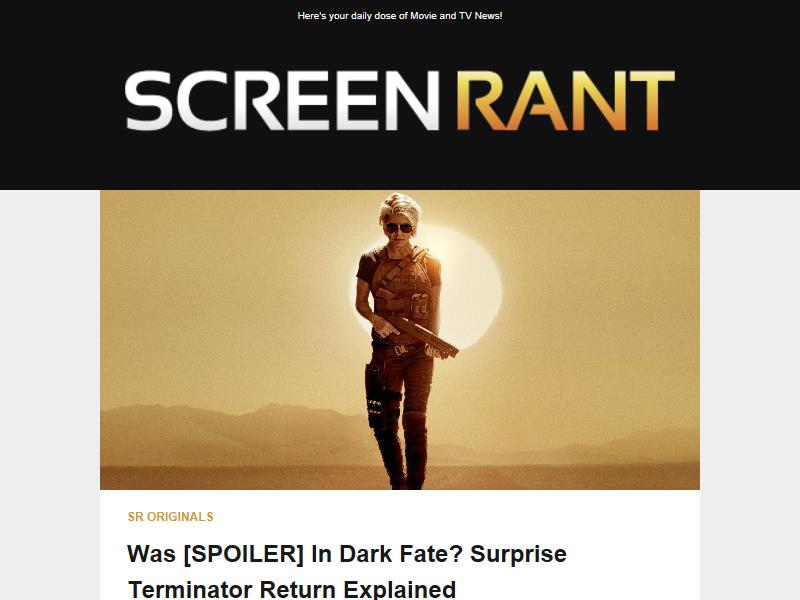 Here's your daily dose of Movie and TV News!
SCREEN RANT
SR ORIGINALS
Was [SPOILER] In Dark Fate? Surprise
Terminator Return Explained